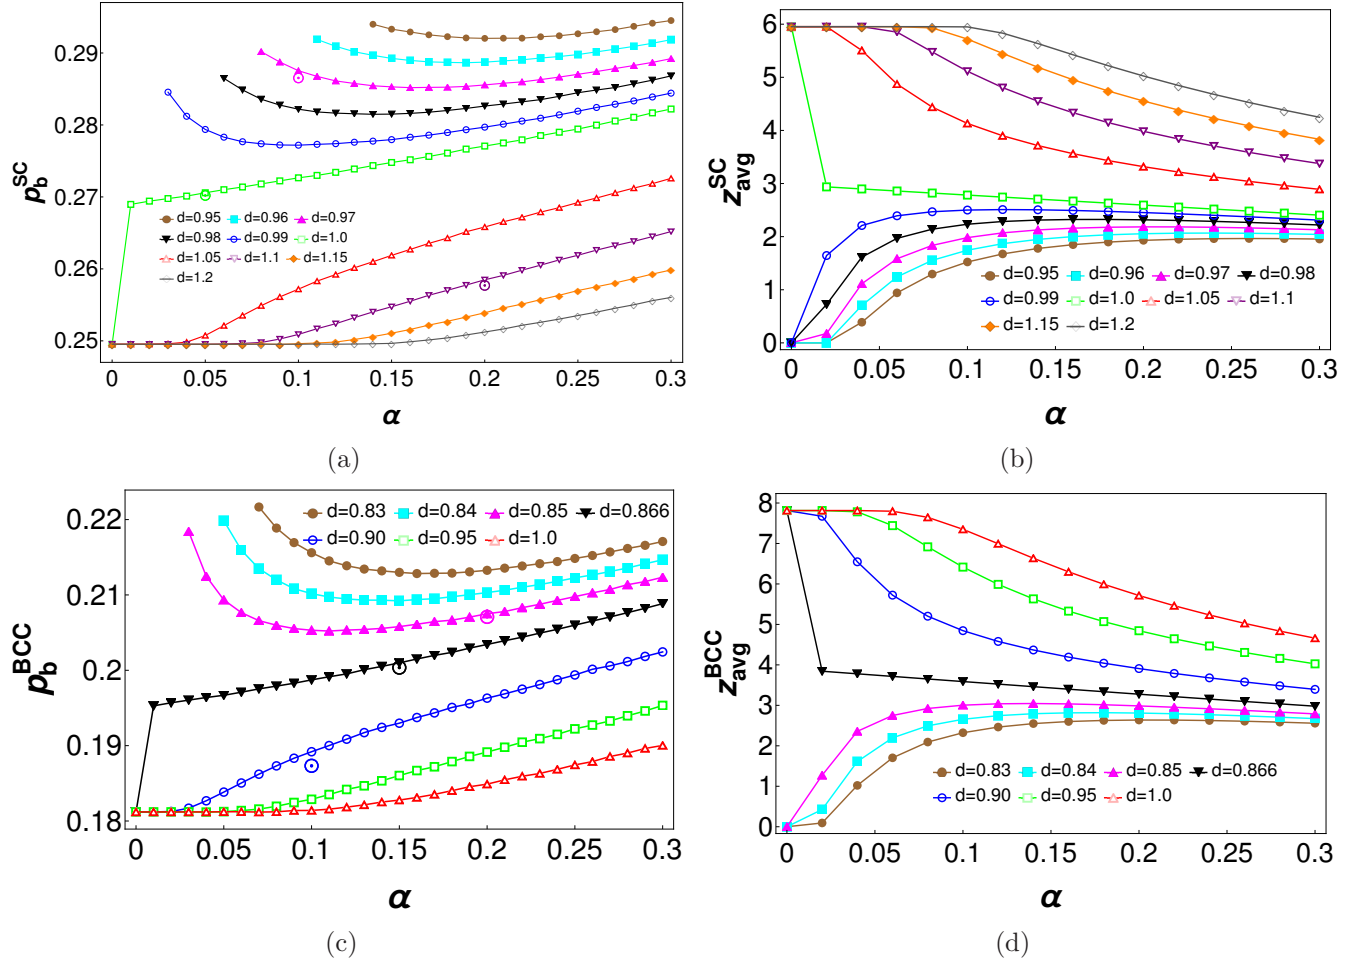 0.29
0.28
0.27
0.26
0.25
p_b^SC
d=0.95 d=0.96 d=0.97
d=0.98 d=0.99 d=1.0
d=1.05 d=1.1 d=1.15
d=1.2
0 0.05 0.1 0.15 0.2 0.25 0.3
α
(a)
6
5
4
3
2
1
0
z_avg^SC
d=0.95 d=0.96 d=0.97 d=0.98
d=0.99 d=1.0 d=1.05 d=1.1
d=1.15 d=1.2
0 0.05 0.1 0.15 0.2 0.25 0.3
α
(b)
0.22
0.21
0.2
0.19
0.18
p_b^BCC
d=0.83 d=0.84 d=0.85 d=0.866
d=0.90 d=0.95 d=1.0
0 0.05 0.1 0.15 0.2 0.25 0.3
α
(c)
8
7
6
5
4
3
2
1
0
z_avg^BCC
d=0.83 d=0.84 d=0.85 d=0.866
d=0.90 d=0.95 d=1.0
0 0.05 0.1 0.15 0.2 0.25 0.3
α
(d)